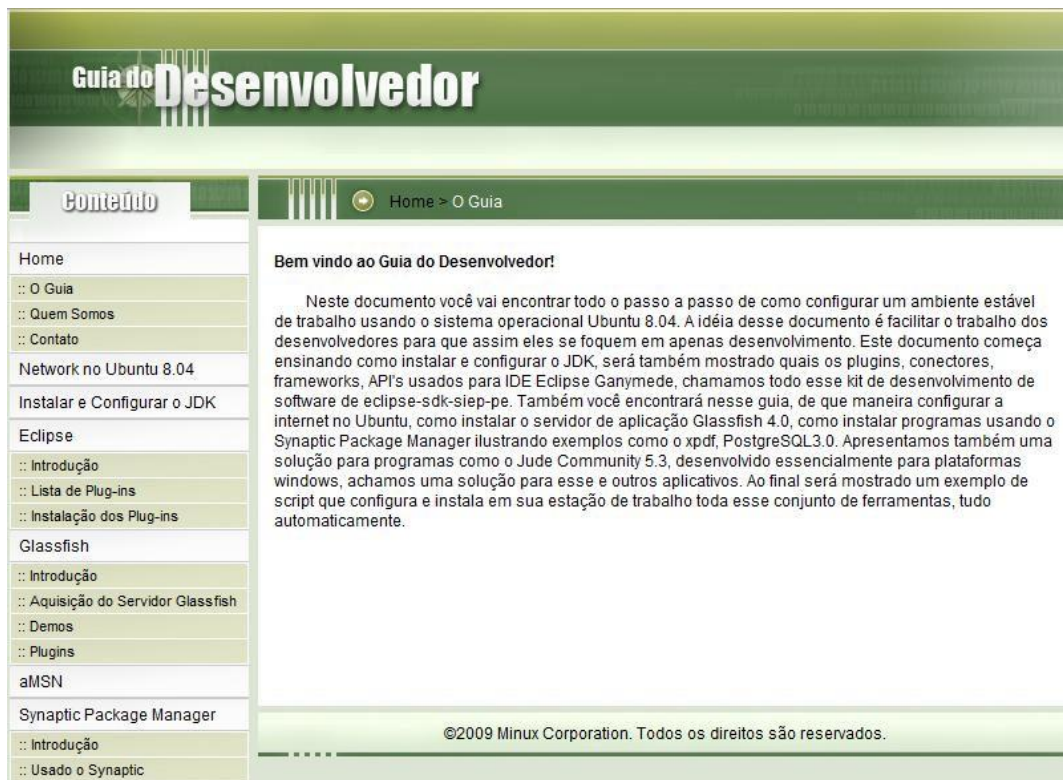 Guia do Desenvolvedor
Conteúdo
Home
:: O Guia
:: Quem Somos
:: Contato
Network no Ubuntu 8.04
Instalar e Configurar o JDK
Eclipse
:: Introdução
:: Lista de Plug-ins
:: Instalação dos Plug-ins
Glassfish
:: Introdução
:: Aquisição do Servidor Glassfish
:: Demos
:: Plugins
aMSN
Synaptic Package Manager
:: Introdução
:: Usado o Synaptic
Home > O Guia
Bem vindo ao Guia do Desenvolvedor!
Neste documento você vai encontrar todo o passo a passo de como configurar um ambiente estável
de trabalho usando o sistema operacional Ubuntu 8.04. A idéia desse documento é facilitar o trabalho dos
desenvolvedores para que assim eles se foquem em apenas desenvolvimento. Este documento começa
ensinando como instalar e configurar o JDK, será também mostrado quais os plugins, conectores,
frameworks, API's usados para IDE Eclipse Ganymede, chamamos todo esse kit de desenvolvimento de
software de eclipse-sdk-siep-pe. Também você encontrará nesse guia, de que maneira configurar a
internet no Ubuntu, como instalar o servidor de aplicação Glassfish 4.0, como instalar programas usando o
Synaptic Package Manager ilustrando exemplos como o xpdf, PostgreSQL3.0. Apresentamos também uma
solução para programas como o Jude Community 5.3, desenvolvido essencialmente para plataformas
windows, achamos uma solução para esse e outros aplicativos. Ao final será mostrado um exemplo de
script que configura e instala em sua estação de trabalho toda esse conjunto de ferramentas, tudo
automaticamente.
©2009 Minux Corporation. Todos os direitos são reservados.